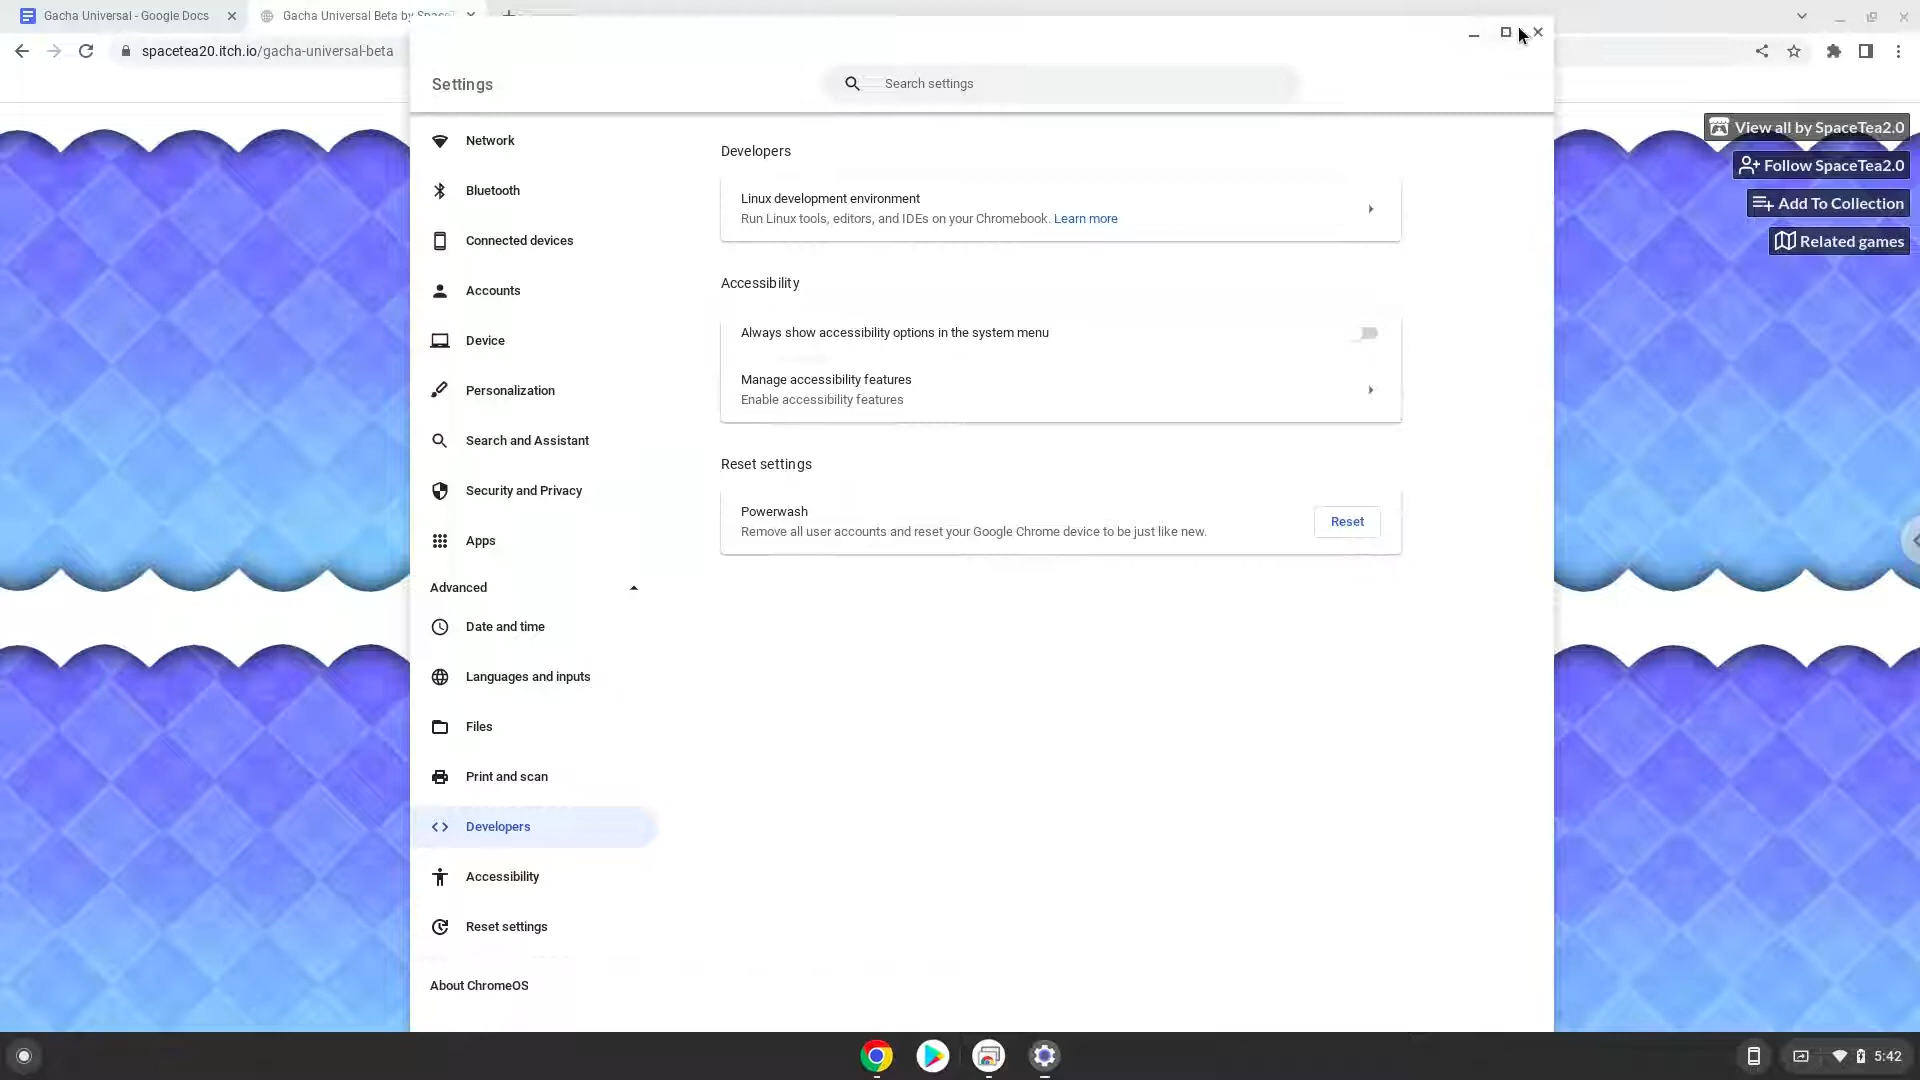 Gacha Universal - Google Docs
Gacha Universal Beta by Space
spacetea20.itch.io/gacha-universal-beta
Settings
Search settings
Network
Bluetooth
Connected devices
Accounts
Device
Personalization
Search and Assistant
Security and Privacy
Apps
Advanced
Date and time
Languages and inputs
Files
Print and scan
Developers
Accessibility
Reset settings
About ChromeOS
Developers
Linux development environment
Run Linux tools, editors, and IDEs on your Chromebook. Learn more
Accessibility
Always show accessibility options in the system menu
Manage accessibility features
Enable accessibility features
Reset settings
Powerwash
Remove all user accounts and reset your Google Chrome device to be just like new.
Reset
View all by SpaceTea2.0
Follow SpaceTea2.0
Add To Collection
Related games
5:42